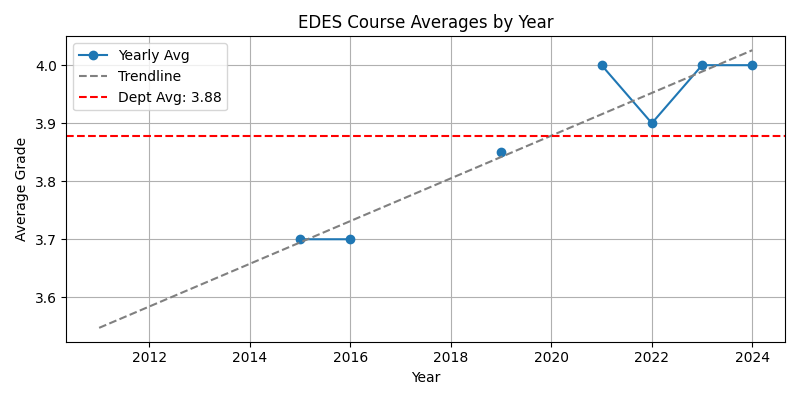 EDES Course Averages by Year
Yearly Avg
Trendline
Dept Avg: 3.88
Average Grade
4.0
3.9
3.8
3.7
3.6
2012 2014 2016 2018 2020 2022 2024
Year